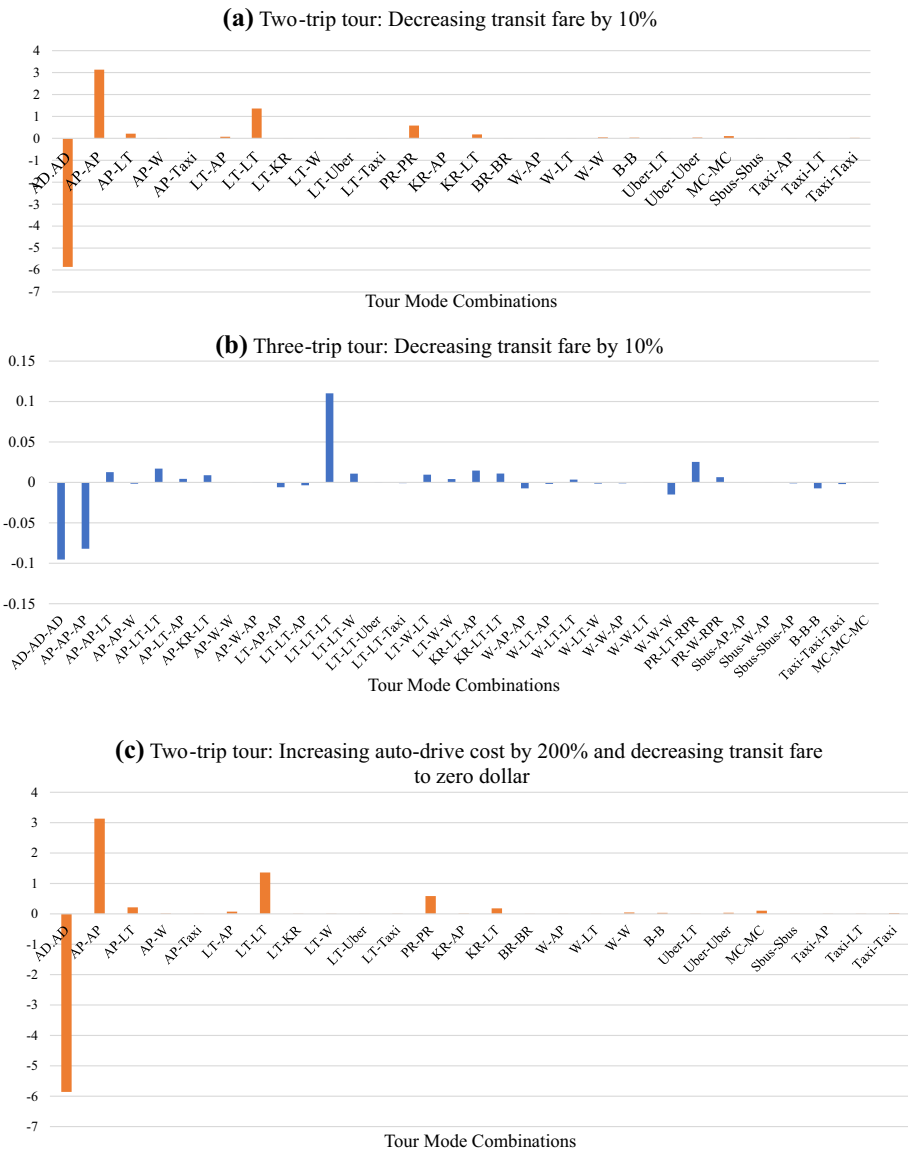 (a) Two-trip tour: Decreasing transit fare by 10%
4
3
2
1
0
-1
-2
-3
-4
-5
-6
-7
AD-AD
AP-AP
AP-LT
AP-W
AP-Taxi
LT-AP
LT-LT
LT-KR
LT-W
LT-Uber
LT-Taxi
PR-PR
KR-AP
KR-LT
BR-BR
W-AP
W-LT
W-W
B-B
Uber-LT
Uber-Uber
MC-MC
Sbus-Sbus
Taxi-AP
Taxi-LT
Taxi-Taxi
Tour Mode Combinations
(b) Three-trip tour: Decreasing transit fare by 10%
0.15
0.1
0.05
0
-0.05
-0.1
-0.15
AD-AD-AD
AP-AP-AP
AP-AP-LT
AP-AP-W
AP-LT-LT
AP-LT-AP
AP-KR-LT
AP-W-W
AP-W-AP
LT-AP-AP
LT-LT-AP
LT-LT-LT
LT-LT-W
LT-LT-Uber
LT-LT-Taxi
LT-W-LT
LT-W-W
KR-LT-AP
KR-LT-LT
W-AP-AP
W-LT-AP
W-LT-LT
W-LT-W
W-W-AP
W-W-LT
W-W-W
PR-LT-RPR
PR-W-RPR
Sbus-AP-AP
Sbus-W-AP
Sbus-Sbus-AP
B-B-B
Taxi-Taxi-Taxi
MC-MC-MC
Tour Mode Combinations
(c) Two-trip tour: Increasing auto-drive cost by 200% and decreasing transit fare
to zero dollar
4
3
2
1
0
-1
-2
-3
-4
-5
-6
-7
AD-AD
AP-AP
AP-LT
AP-W
AP-Taxi
LT-AP
LT-LT
LT-KR
LT-W
LT-Uber
LT-Taxi
PR-PR
KR-AP
KR-LT
BR-BR
W-AP
W-LT
W-W
B-B
Uber-LT
Uber-Uber
MC-MC
Sbus-Sbus
Taxi-AP
Taxi-LT
Taxi-Taxi
Tour Mode Combinations